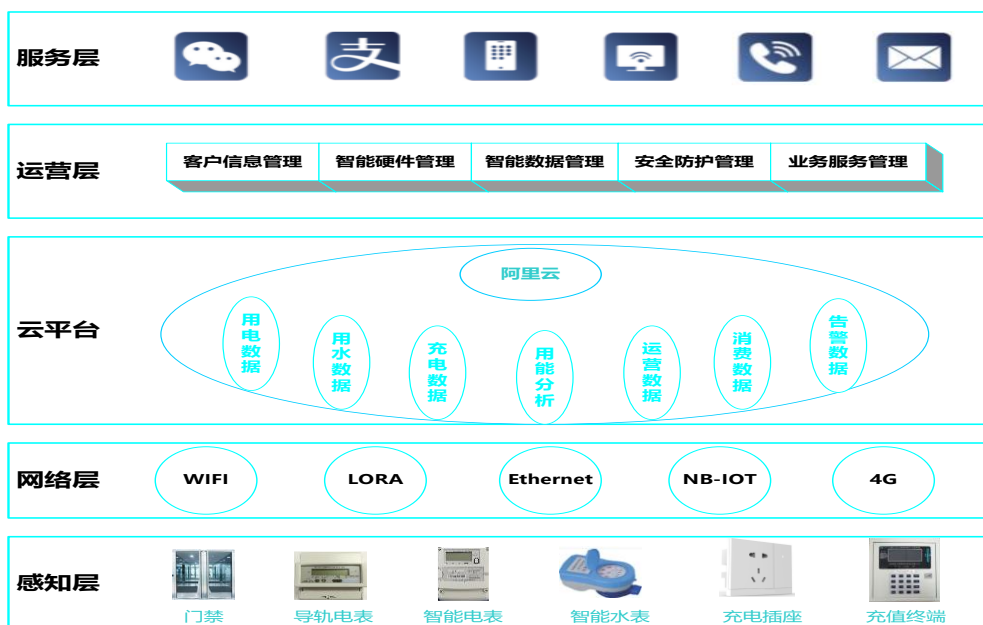 服务层
支
运营层
客户信息管理 智能硬件管理 智能数据管理 安全防护管理 业务服务管理
云平台
阿里云
用电数据
用水数据
充电数据
用能分析
运营数据
消费数据
告警数据
网络层
WIFI LORA Ethernet NB-IOT 4G
感知层
门禁 导轨电表 智能电表 智能水表 充电插座 充值终端